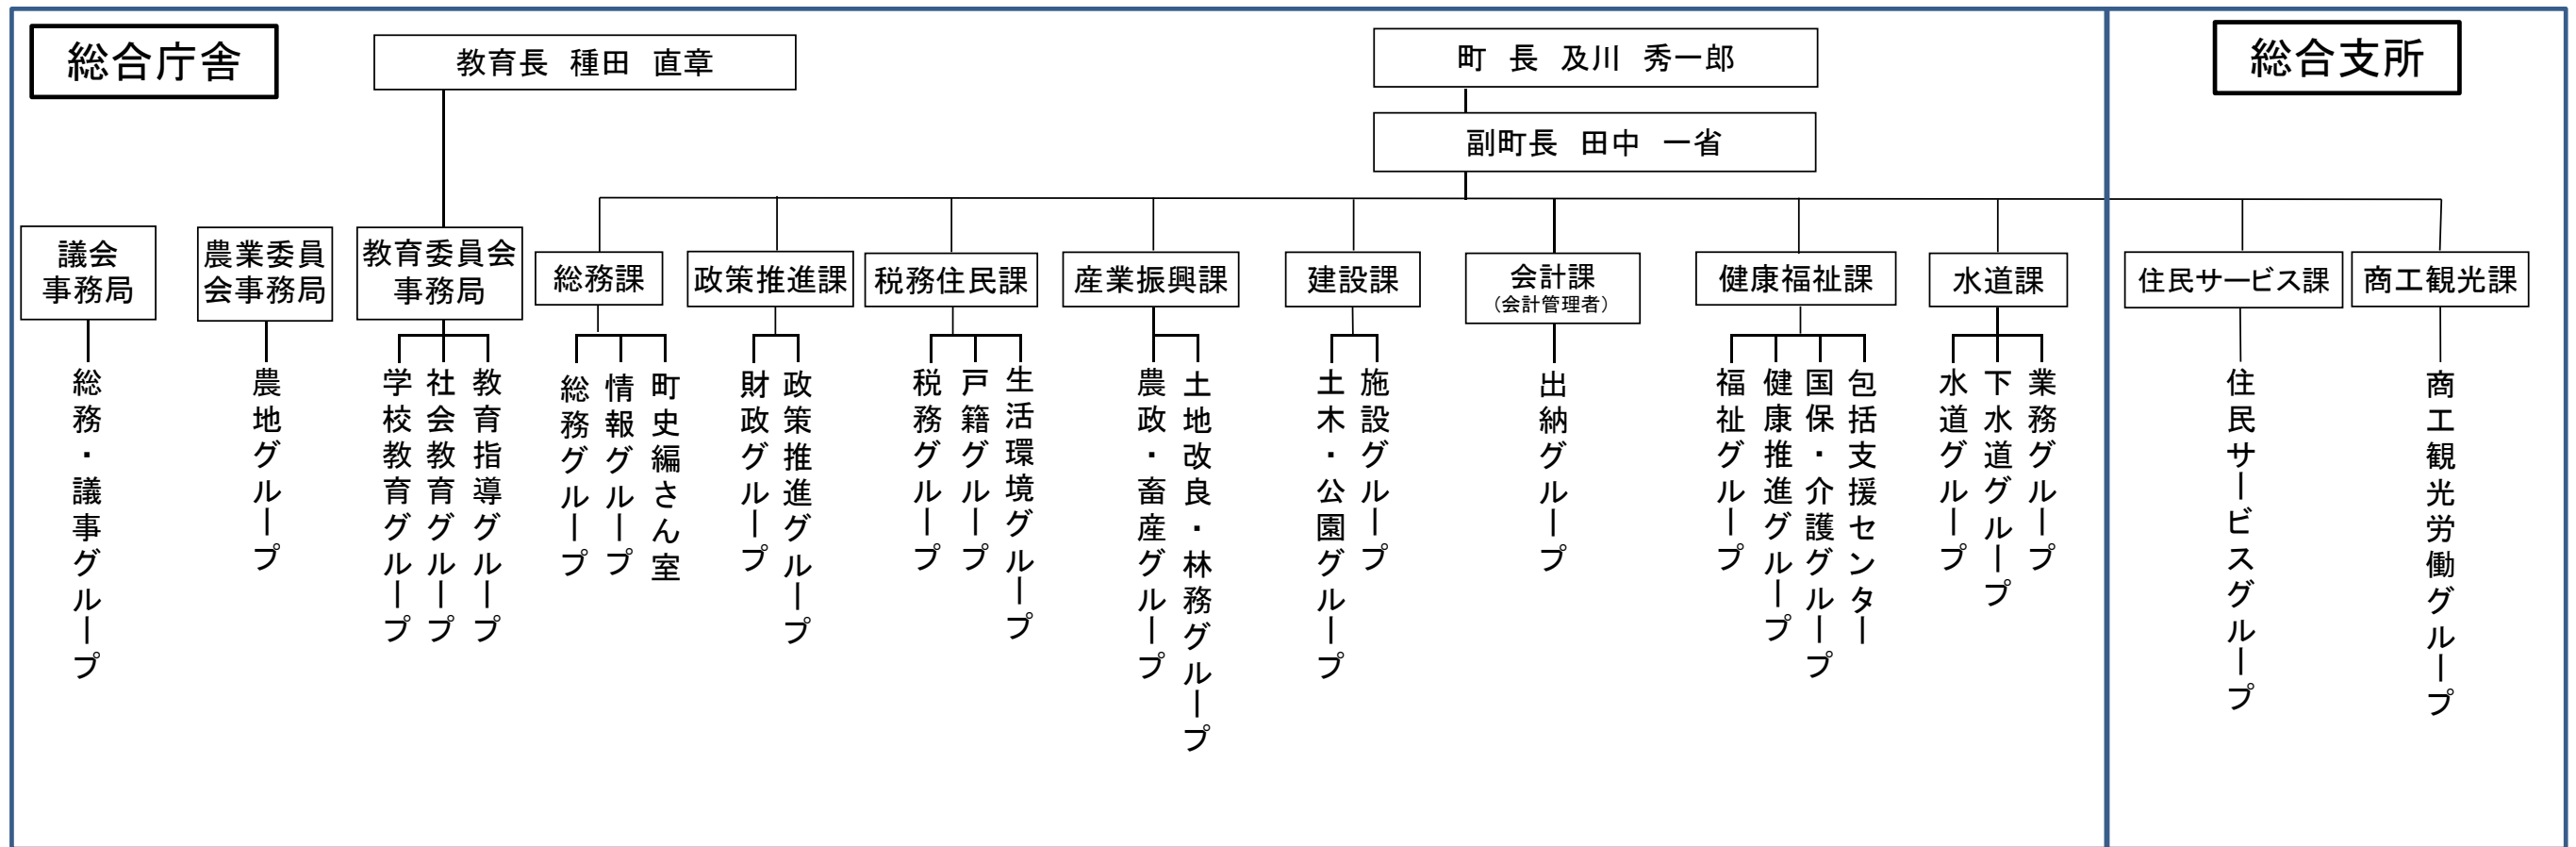 総合庁舎
教育長　種田　直章
町　長　及川　秀一郎
総合支所
副町長　田中　一省
議会
事務局
農業委員
会事務局
教育委員会
事務局
総務課
政策推進課
税務住民課
産業振興課
建設課
会計課
（会計管理者）
健康福祉課
水道課
住民サービス課
商工観光課
総務・議事グループ
農地グループ
学校教育グループ
社会教育グループ
教育指導グループ
総務グループ
情報グループ
町史編さん室
財政グループ
政策推進グループ
税務グループ
戸籍グループ
生活環境グループ
農政・畜産グループ
土地改良・林務グループ
土木・公園グループ
施設グループ
出納グループ
福祉グループ
健康推進グループ
国保・介護グループ
包括支援センター
水道グループ
下水道グループ
業務グループ
住民サービスグループ
商工観光労働グループ